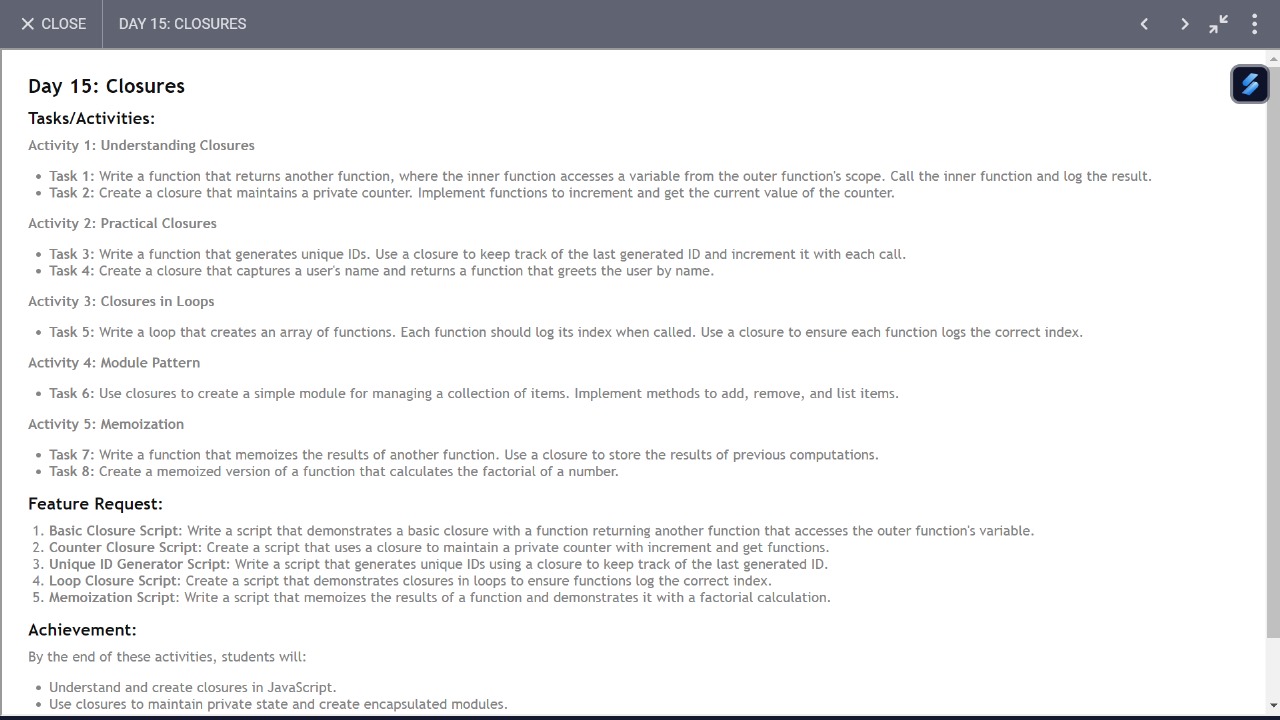 CLOSE
DAY 15: CLOSURES
Day 15: Closures
Tasks/Activities:
Activity 1: Understanding Closures
• Task 1: Write a function that returns another function, where the inner function accesses a variable from the outer function's scope. Call the inner function and log the result.
• Task 2: Create a closure that maintains a private counter. Implement functions to increment and get the current value of the counter.
Activity 2: Practical Closures
• Task 3: Write a function that generates unique IDs. Use a closure to keep track of the last generated ID and increment it with each call.
• Task 4: Create a closure that captures a user's name and returns a function that greets the user by name.
Activity 3: Closures in Loops
• Task 5: Write a loop that creates an array of functions. Each function should log its index when called. Use a closure to ensure each function logs the correct index.
Activity 4: Module Pattern
• Task 6: Use closures to create a simple module for managing a collection of items. Implement methods to add, remove, and list items.
Activity 5: Memoization
• Task 7: Write a function that memoizes the results of another function. Use a closure to store the results of previous computations.
• Task 8: Create a memoized version of a function that calculates the factorial of a number.
Feature Request:
1. Basic Closure Script: Write a script that demonstrates a basic closure with a function returning another function that accesses the outer function's variable.
2. Counter Closure Script: Create a script that uses a closure to maintain a private counter with increment and get functions.
3. Unique ID Generator Script: Write a script that generates unique IDs using a closure to keep track of the last generated ID.
4. Loop Closure Script: Create a script that demonstrates closures in loops to ensure functions log the correct index.
5. Memoization Script: Write a script that memoizes the results of a function and demonstrates it with a factorial calculation.
Achievement:
By the end of these activities, students will:
• Understand and create closures in JavaScript.
• Use closures to maintain private state and create encapsulated modules.